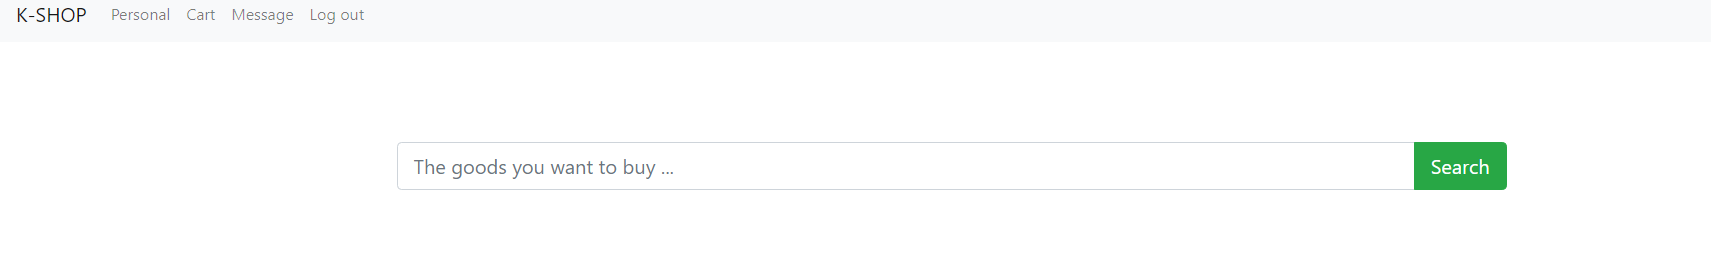 K-SHOP Personal Cart Message Log out
The goods you want to buy ... Search